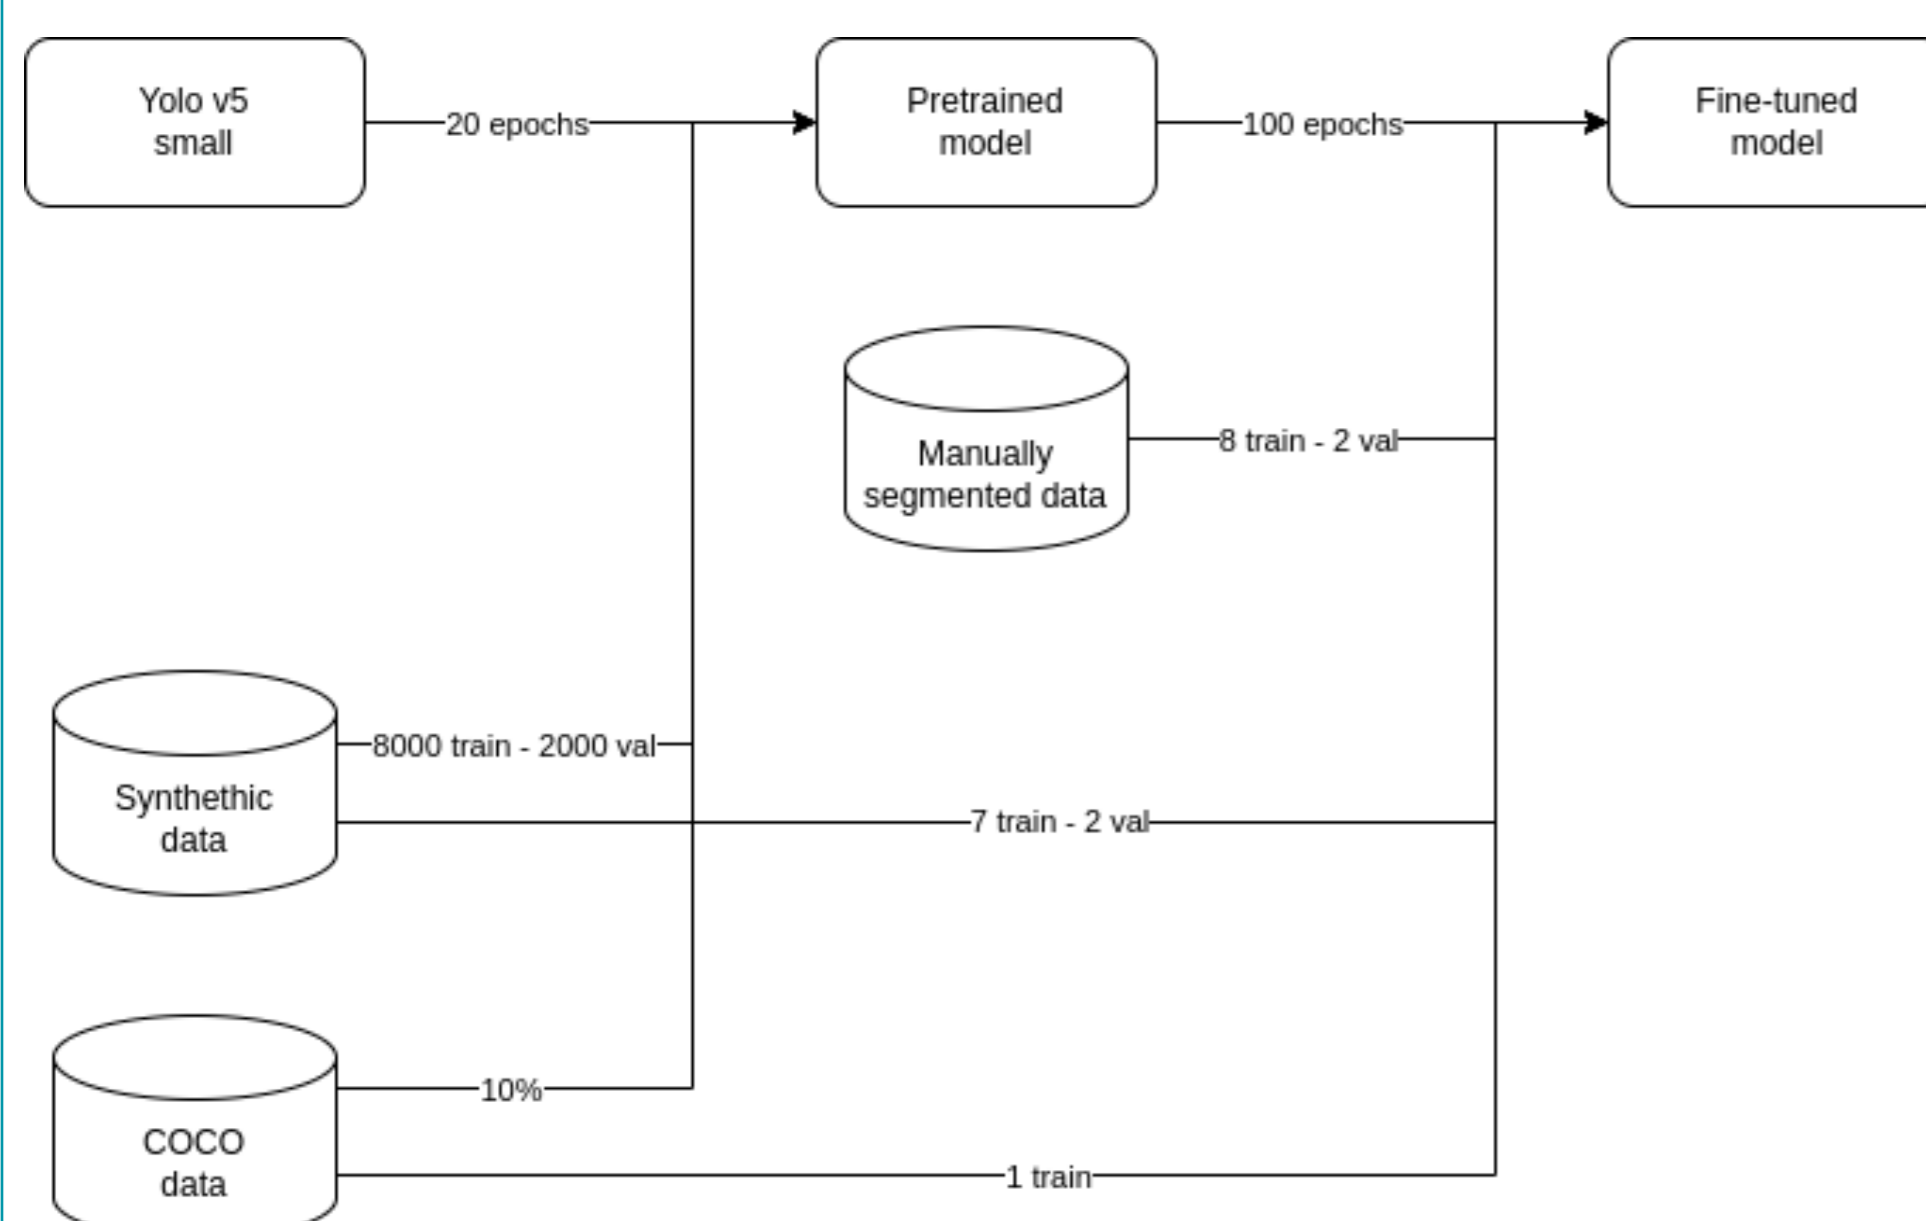 Yolo v5
small
20 epochs
Pretrained
model
100 epochs
Fine-tuned
model
Manually
segmented data
8 train - 2 val
Synthethic
data
8000 train - 2000 val
7 train - 2 val
COCO
data
10%
1 train